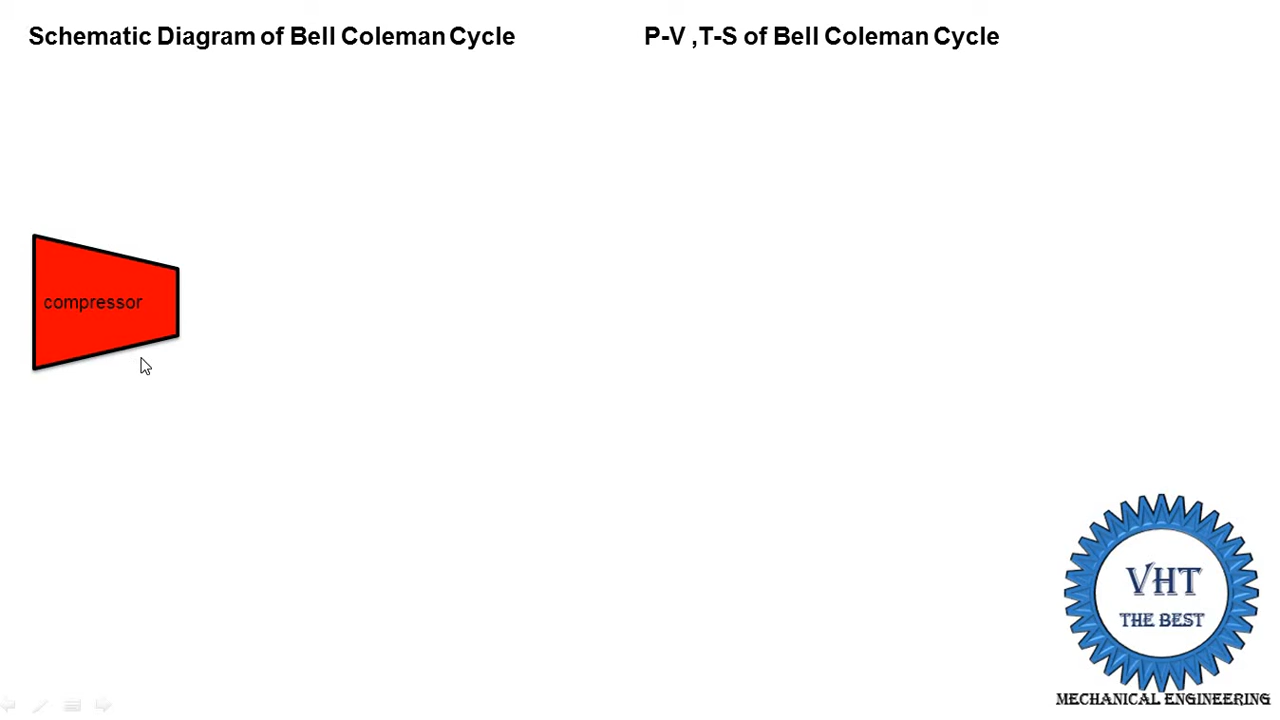 Schematic Diagram of Bell Coleman Cycle
P-V ,T-S of Bell Coleman Cycle
compressor
VHT
THE BEST
MECHANICAL ENGINEERING